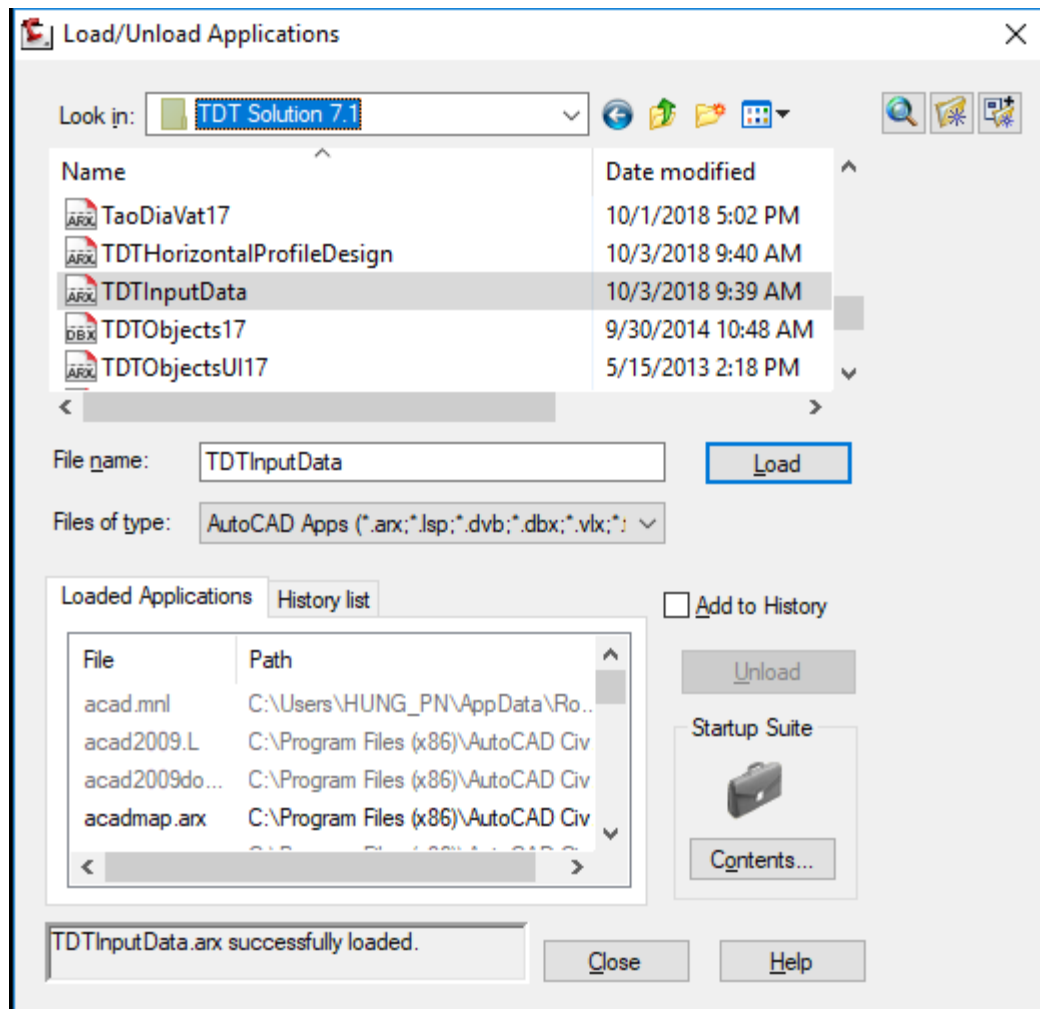 Load/Unload Applications
Look in: TDT Solution 7.1
Name Date modified
TaoDiaVat17 10/1/2018 5:02 PM
TDTHorizontalProfileDesign 10/3/2018 9:40 AM
TDTInputData 10/3/2018 9:39 AM
TDTObjects17 9/30/2014 10:48 AM
TDTObjectsUI17 5/15/2013 2:18 PM
File name: TDTInputData Load
Files of type: AutoCAD Apps (*.arx;*.lsp;*.dvb;*.dbx;*.vlx;*.
Loaded Applications History list
Add to History
File Path
acad.mnl C:\Users\HUNG_PN\AppData\Ro..
Unload
acad2009.L C:\Program Files (x86)\AutoCAD Civ
Startup Suite
acad2009do... C:\Program Files (x86)\AutoCAD Civ
acadmap.arx C:\Program Files (x86)\AutoCAD Civ
Contents...
TDTInputData.arx successfully loaded.
Close Help